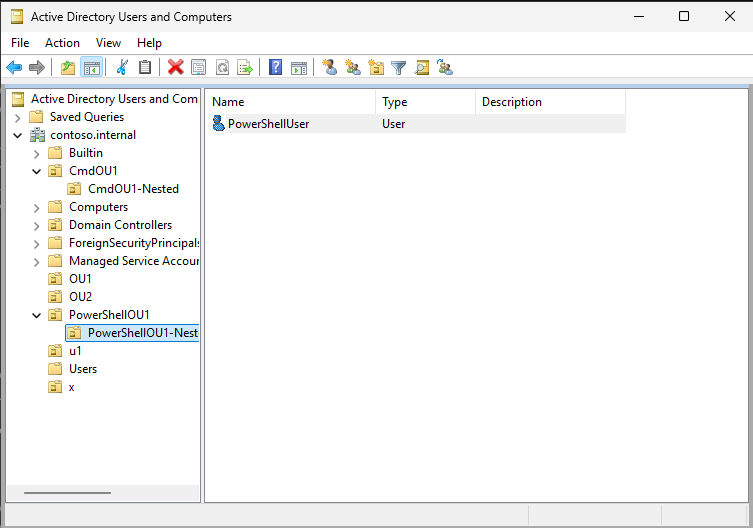 Active Directory Users and Computers
File Action View Help
Active Directory Users and Com
Saved Queries
contoso.internal
Builtin
CmdOU1
CmdOU1-Nested
Computers
Domain Controllers
ForeignSecurityPrincipals
Managed Service Accour
OU1
OU2
PowerShellOU1
PowerShellOU1-Nest
u1
Users
x
Name Type Description
PowerShellUser User